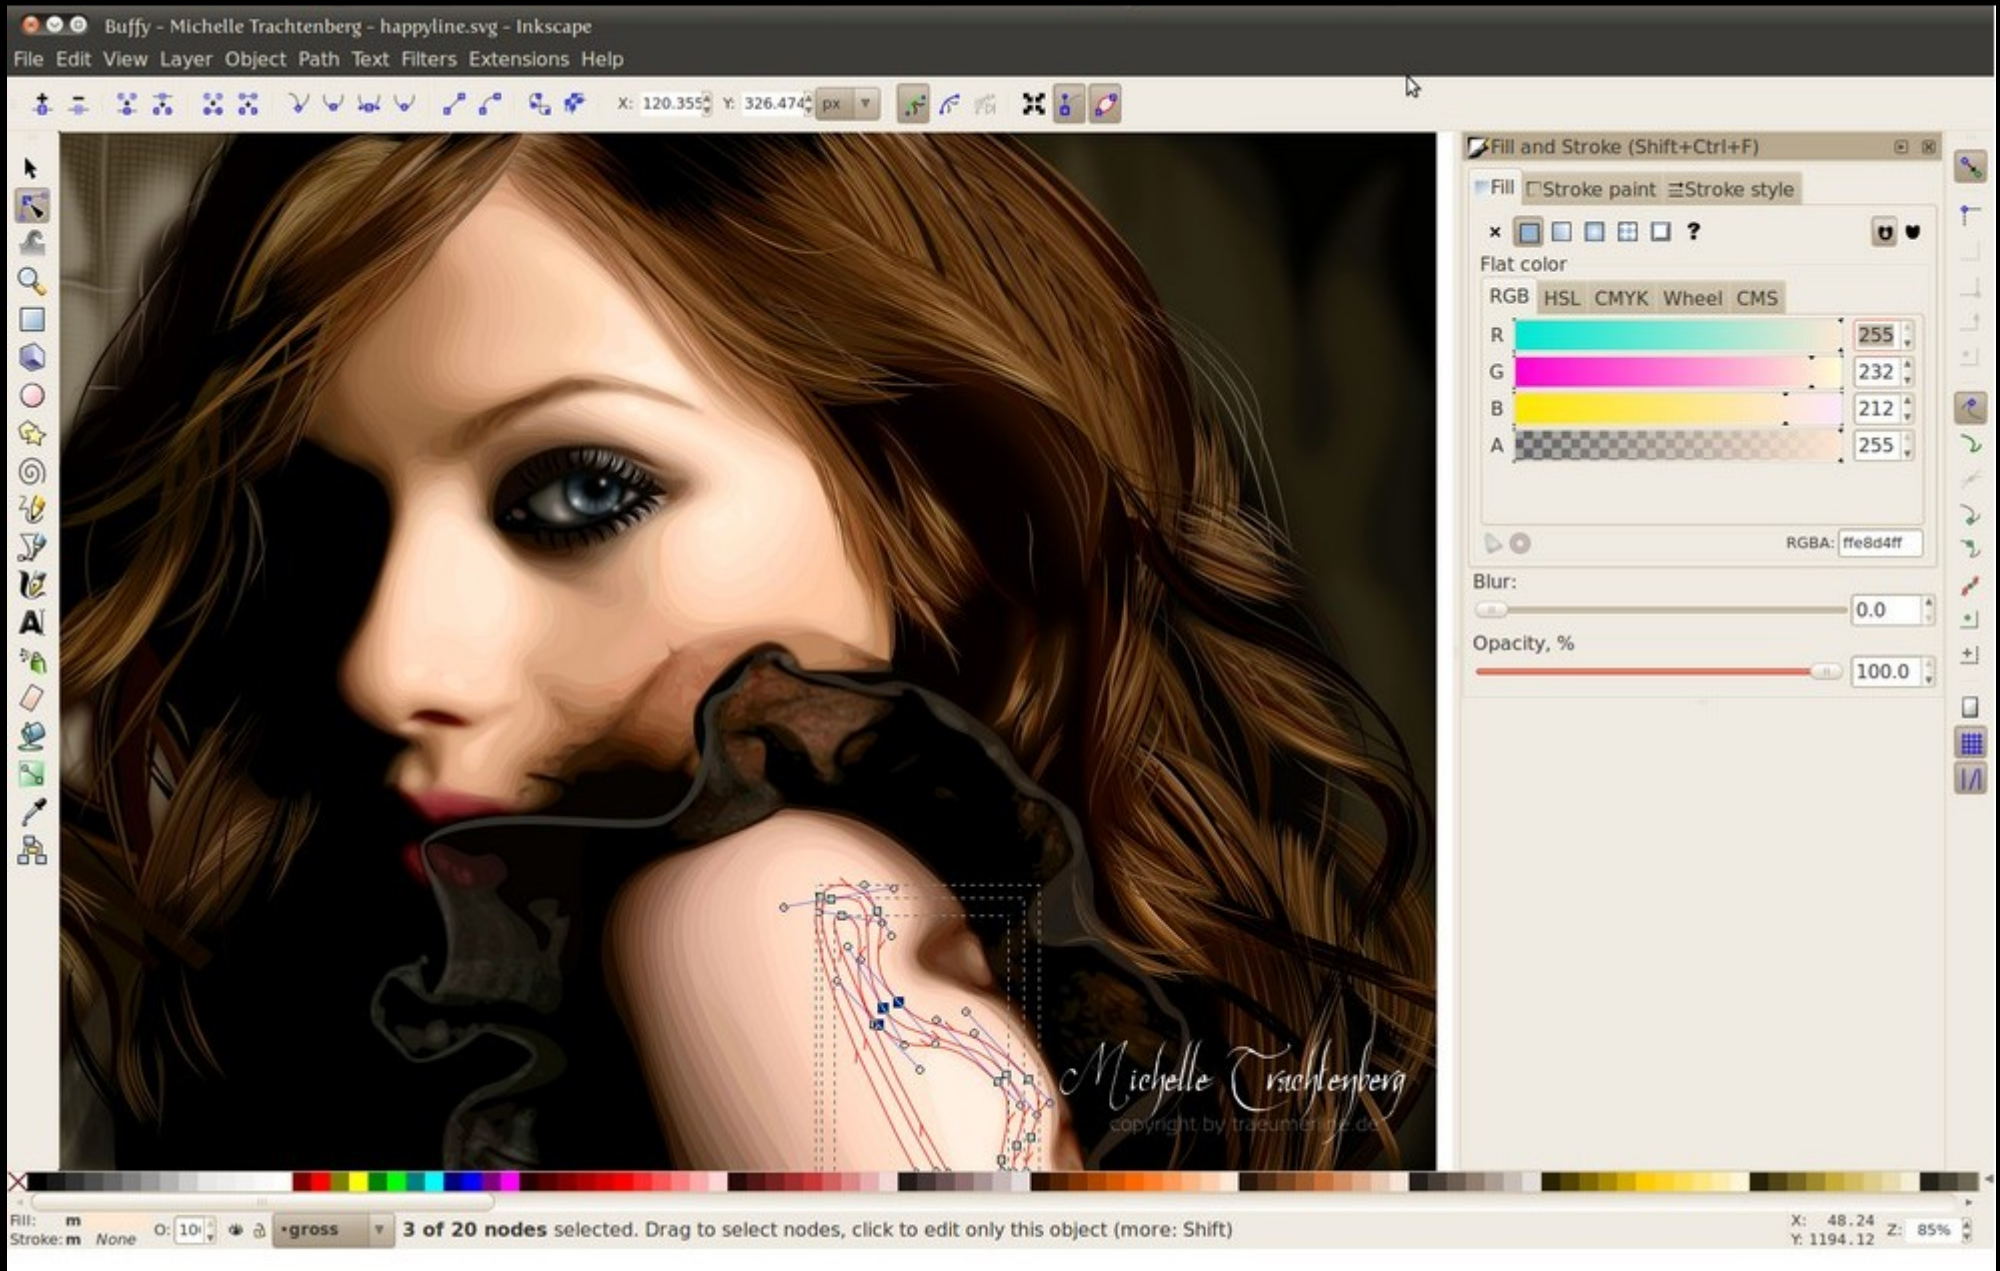 Buffy - Michelle Trachtenberg - happyline.svg - Inkscape
File Edit View Layer Object Path Text Filters Extensions Help
X: 120.355 Y: 326.474 px
Fill and Stroke (Shift+Ctrl+F)
Fill Stroke paint Stroke style
?
Flat color
RGB HSL CMYK Wheel CMS
R 255
G 232
B 212
A 255
RGBA: ffe8d4ff
Blur:
0.0
Opacity, %
100.0
Michelle Trachtenberg
copyright by
Fill: m O: 10 •gross 3 of 20 nodes selected. Drag to select nodes, click to edit only this object (more: Shift)
Stroke: m None
X: 48.24 Z: 85%
Y: 1194.12